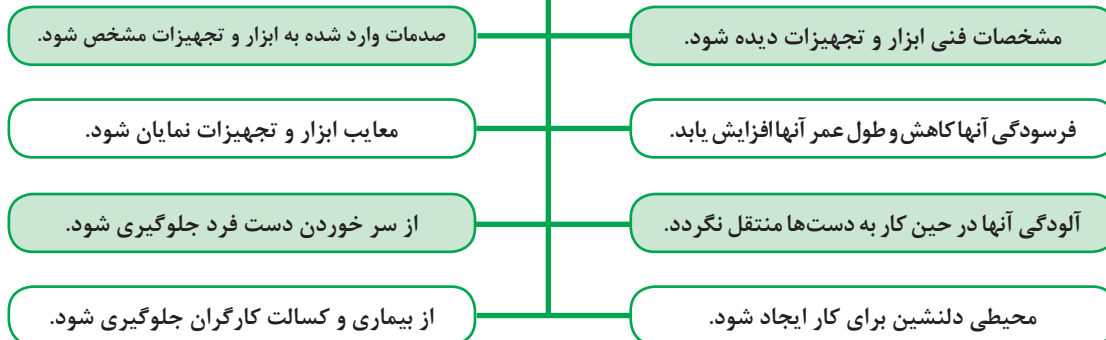 مشخصات فنی ابزار و تجهیزات دیده شود.
صدمات وارد شده به ابزار و تجهیزات مشخص شود.
فرسودگی آنها کاهش و طول عمر آنها افزایش یابد.
معایب ابزار و تجهیزات نمایان شود.
آلودگی آنها در حین کار به دست‌ها منتقل نگردد.
از سر خوردن دست فرد جلوگیری شود.
محیطی دلنشین برای کار ایجاد شود.
از بیماری و کسالت کارگران جلوگیری شود.